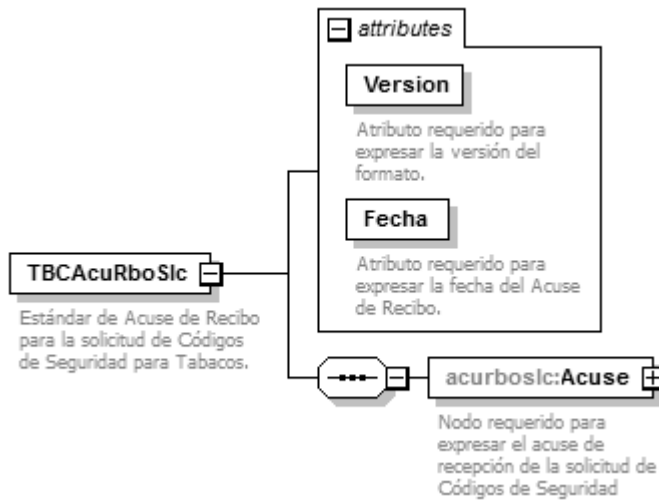 attributes
Version
Atributo requerido para
expresar la versión del
formato.
Fecha
Atributo requerido para
expresar la fecha del Acuse
de Recibo.
TBCAcuRboSlc
Estándar de Acuse de Recibo
para la solicitud de Códigos
de Seguridad para Tabacos.
acurboslc:Acuse
Nodo requerido para
expresar el acuse de
recepción de la solicitud de
Códigos de Seguridad